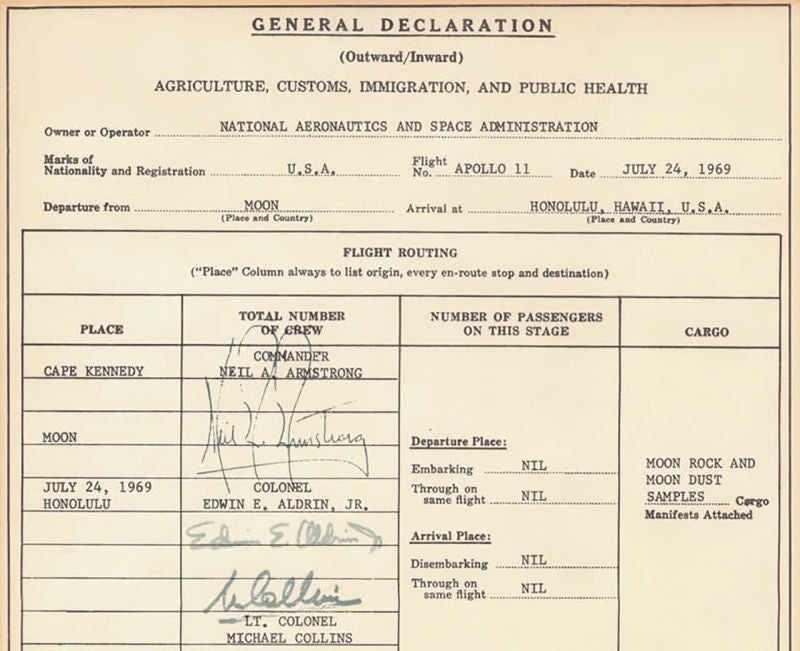 GENERAL DECLARATION
(Outward/Inward)
AGRICULTURE, CUSTOMS, IMMIGRATION, AND PUBLIC HEALTH
Owner or Operator NATIONAL AERONAUTICS AND SPACE ADMINISTRATION
Marks of
Nationality and Registration U.S.A. Flight No. APOLLO 11 Date JULY 24, 1969
Departure from MOON Arrival at HONOLULU, HAWAII, U.S.A.
(Place and Country) (Place and Country)
FLIGHT ROUTING
("Place" Column always to list origin, every en-route stop and destination)
PLACE
TOTAL NUMBER
OF CREW
NUMBER OF PASSENGERS
ON THIS STAGE
CARGO
CAPE KENNEDY
MOON
JULY 24, 1969
HONOLULU
COMMANDER
NEIL A. ARMSTRONG
Neil A. Armstrong
COLONEL
EDWIN E. ALDRIN, JR.
Edwin E. Aldrin Jr
M Collins
LT. COLONEL
MICHAEL COLLINS
Departure Place:
Embarking NIL
Through on
same flight NIL
Arrival Place:
Disembarking NIL
Through on
same flight NIL
MOON ROCK AND
MOON DUST
SAMPLES Cargo
Manifests Attached